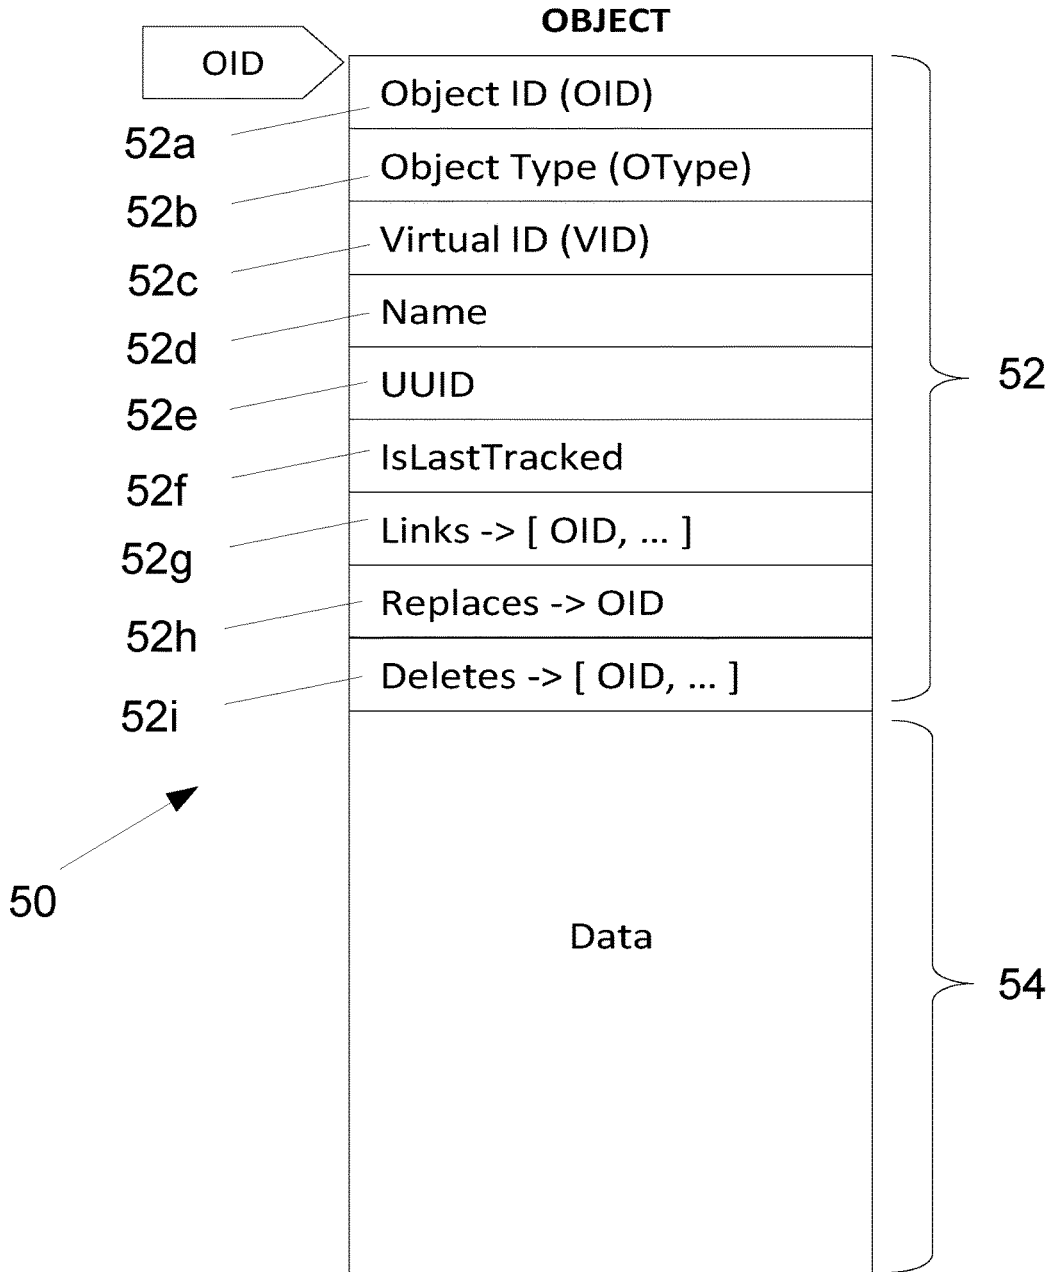 OBJECT
OID
Object ID (OID)
52a
Object Type (OType)
52b
Virtual ID (VID)
52c
Name
52d
UUID
52e
IsLastTracked
52f
Links -> [ OID, ... ]
52g
Replaces -> OID
52h
Deletes -> [ OID, ... ]
52i
52
50
Data
54